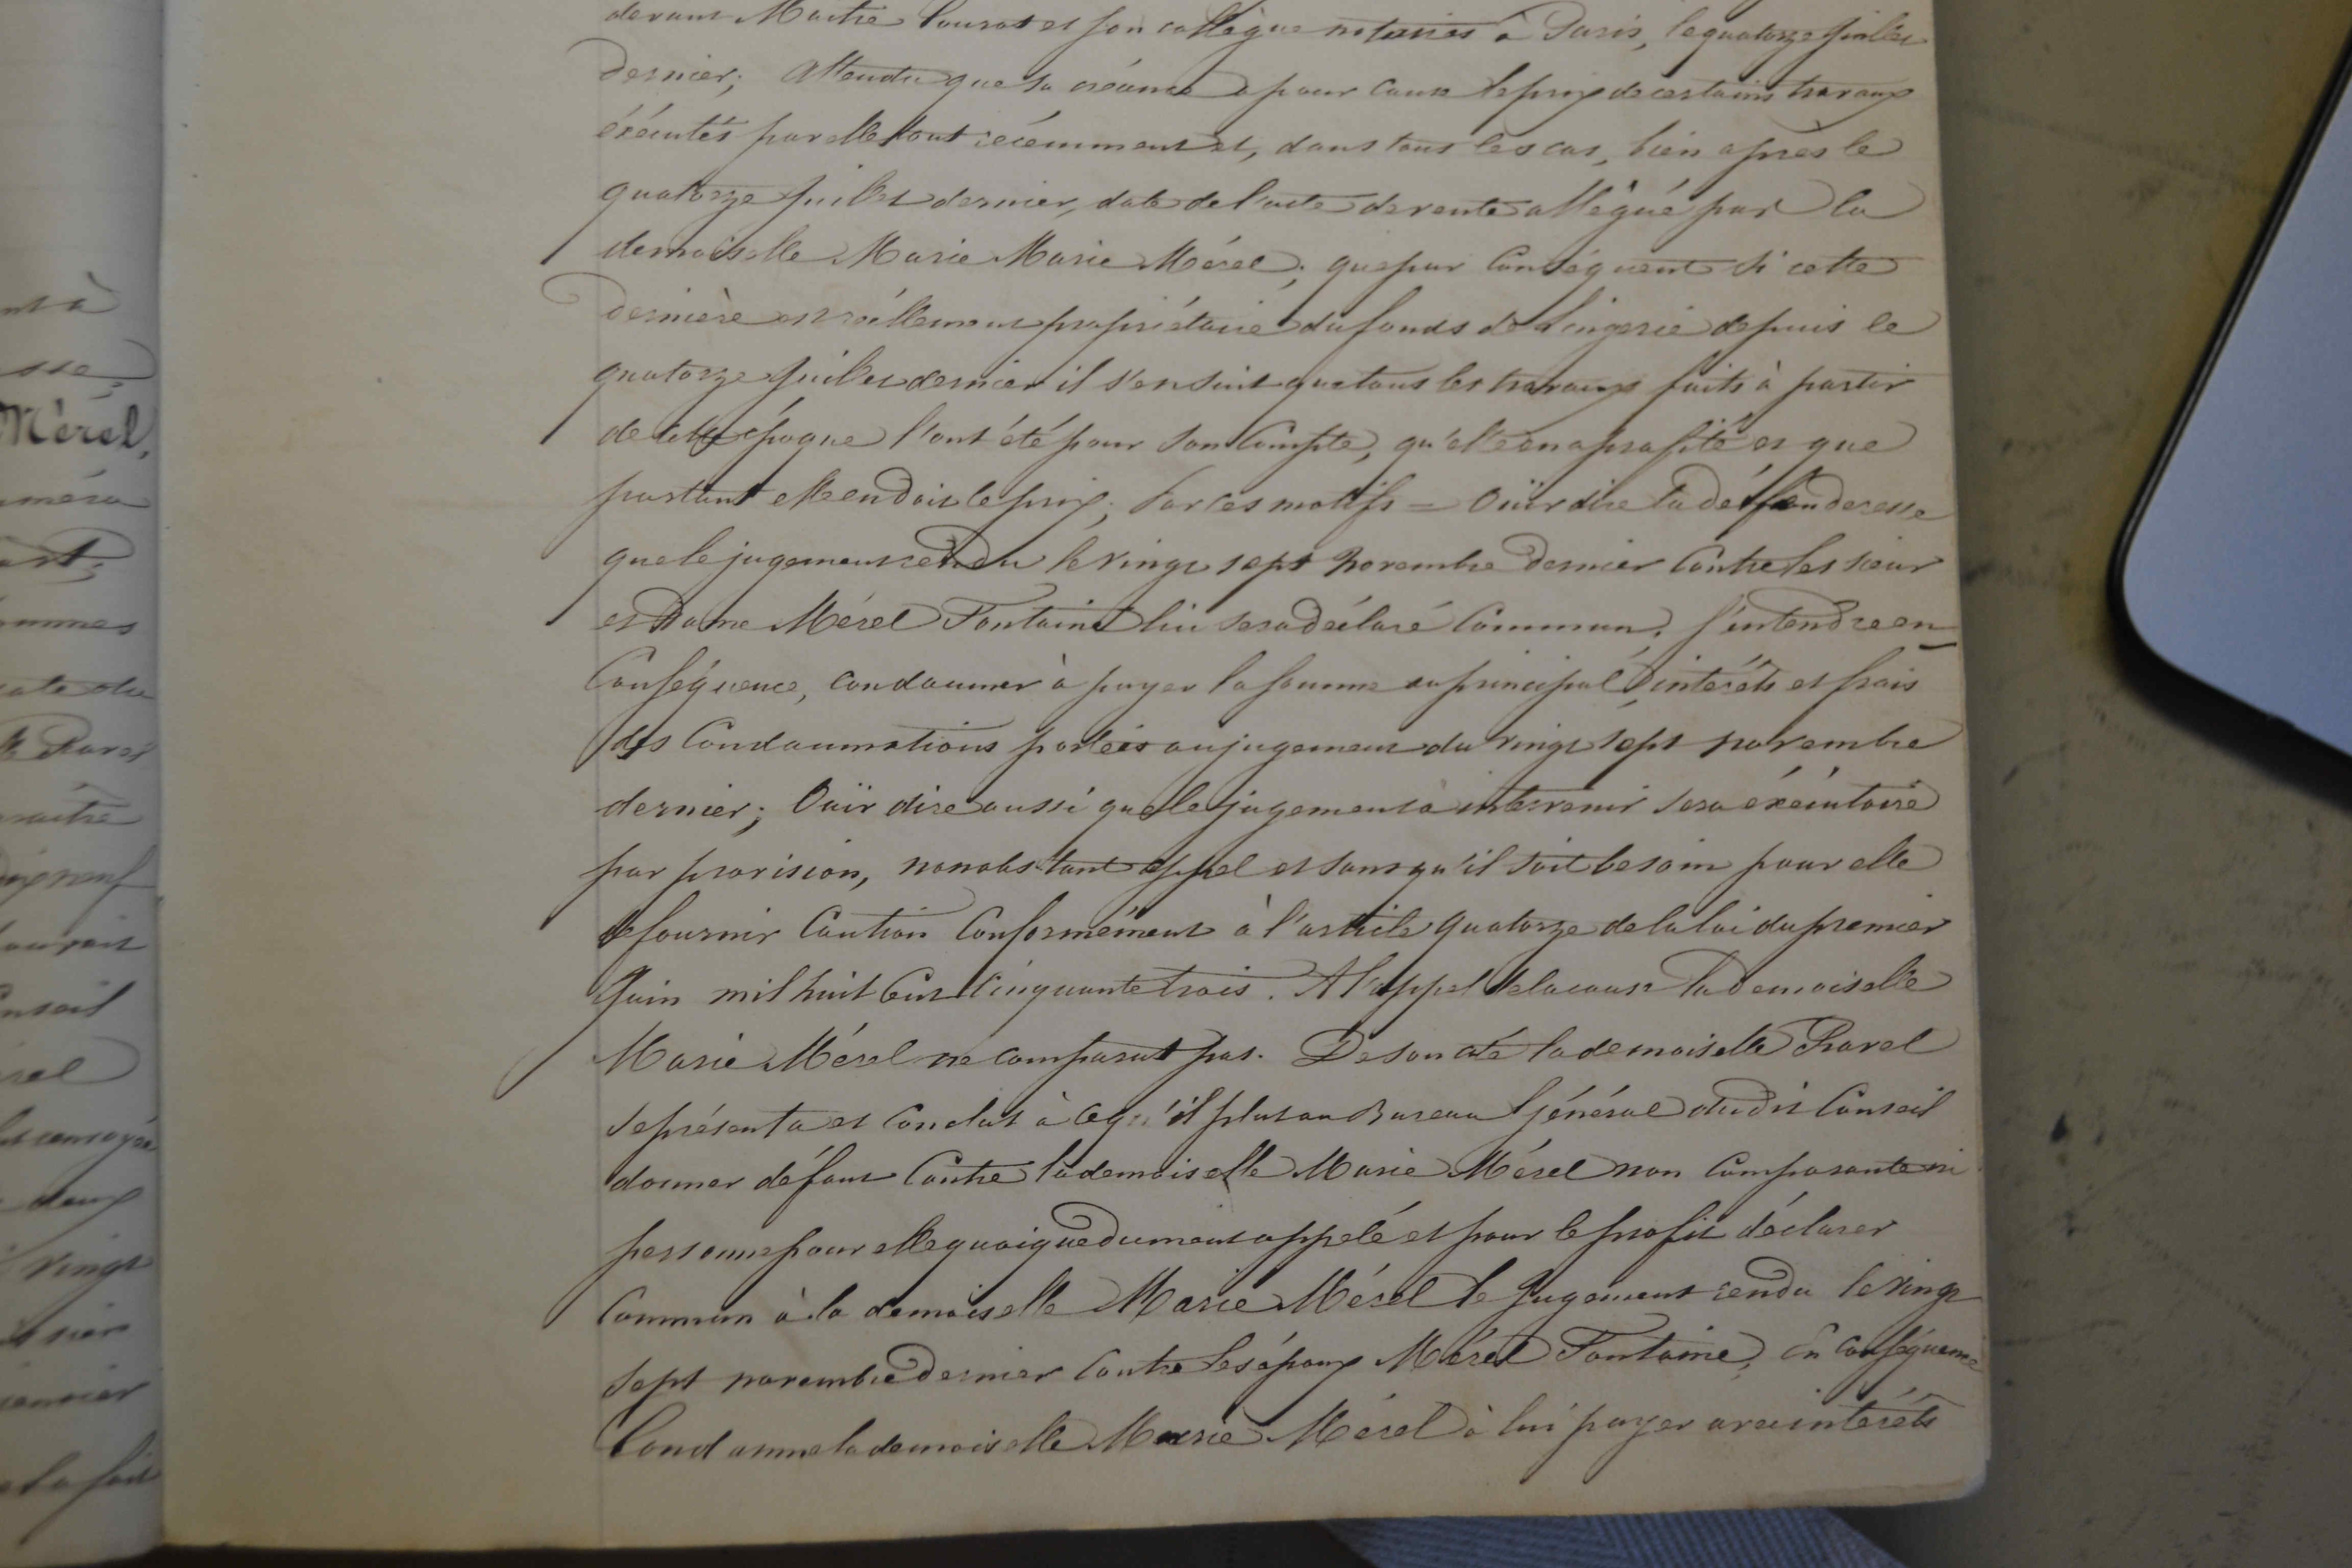 devant Maitre et son collègue notaires à Paris, le quatorze juillet
dernier; Attendu que sa créance a pour cause le prix de certains travaux
éxécutés par elle tout récemment et, dans tous les cas, bien après le
quatorze juillet dernier, date de l'acte de vente allégué par la
demoiselle Marie Marie Mérel; que par conséquent si cette
dernière est réellement propriétaire du fonds de Lingerie depuis le
quatorze juillet dernier il s'en suit que tous les travaux faits à partir
de cette époque l'ont été pour son compte, qu'elle en a profité et que
partant elle en doit le prix; Par ces motifs = Ouïr dire la défenderesse
que le jugement rendu le vingt sept novembre dernier contre les sieur
et Dame Mérel Fontaine lui sera déclaré Commun; S'entendre en
Conséquence, condamner à payer la somme au principal, intérêts et frais
des Condamnations portées au jugement du vingt sept novembre
dernier; Ouïr dire aussi que le jugement à intervenir sera éxécutoire
par provision, nonobstant appel et sans qu'il soit besoin pour elle
de fournir Caution Conformément à l'article quatorze de la loi du premier
Juin mil huit Cent Cinquante trois. A l'appel de la cause la Demoiselle
Marie Mérel ne comparut pas. De son côté la demoiselle Ravel
se présenta et Conclut à ce qu'il plut au Bureau Général dudit Conseil
donner défaut Contre la demoiselle Marie Mérel non Comparante ni
personne pour elle quoique dument appelé et pour le profit déclarer
Commun à la demoiselle Marie Mérel le jugement rendu le vingt
sept novembre dernier contre les époux Mérel Fontaine; En Conséquence
Condamne la demoiselle Marie Mérel à lui payer avec intérêts